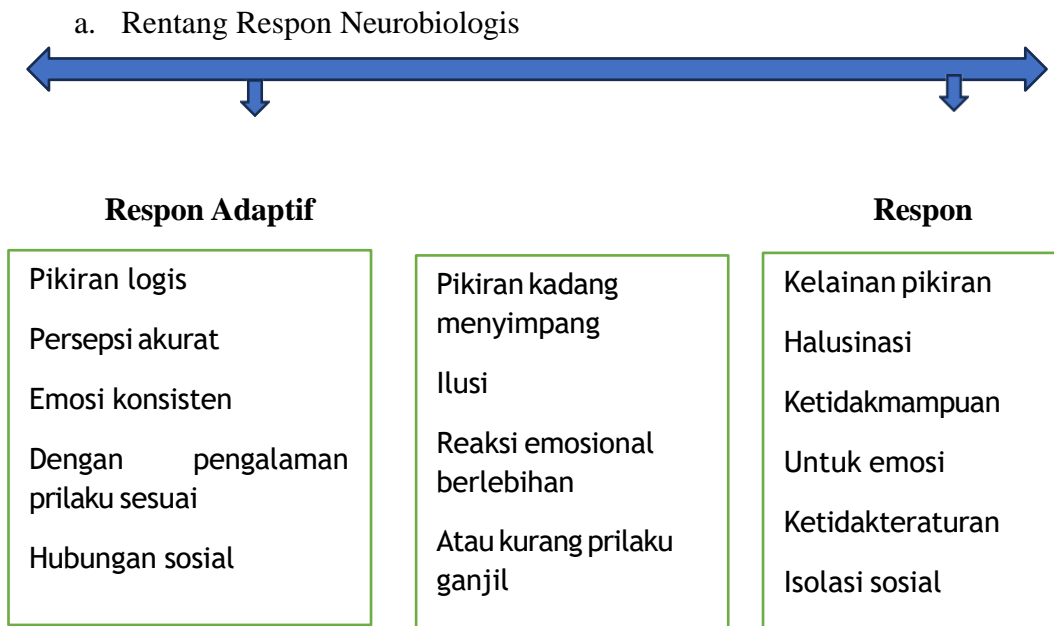 a. Rentang Respon Neurobiologis
Respon Adaptif
Respon
Pikiran logis
Persepsi akurat
Emosi konsisten
Dengan pengalaman
prilaku sesuai
Hubungan sosial
Pikiran kadang
menyimpang
Ilusi
Reaksi emosional
berlebihan
Atau kurang prilaku
ganjil
Kelainan pikiran
Halusinasi
Ketidakmampuan
Untuk emosi
Ketidakteraturan
Isolasi sosial